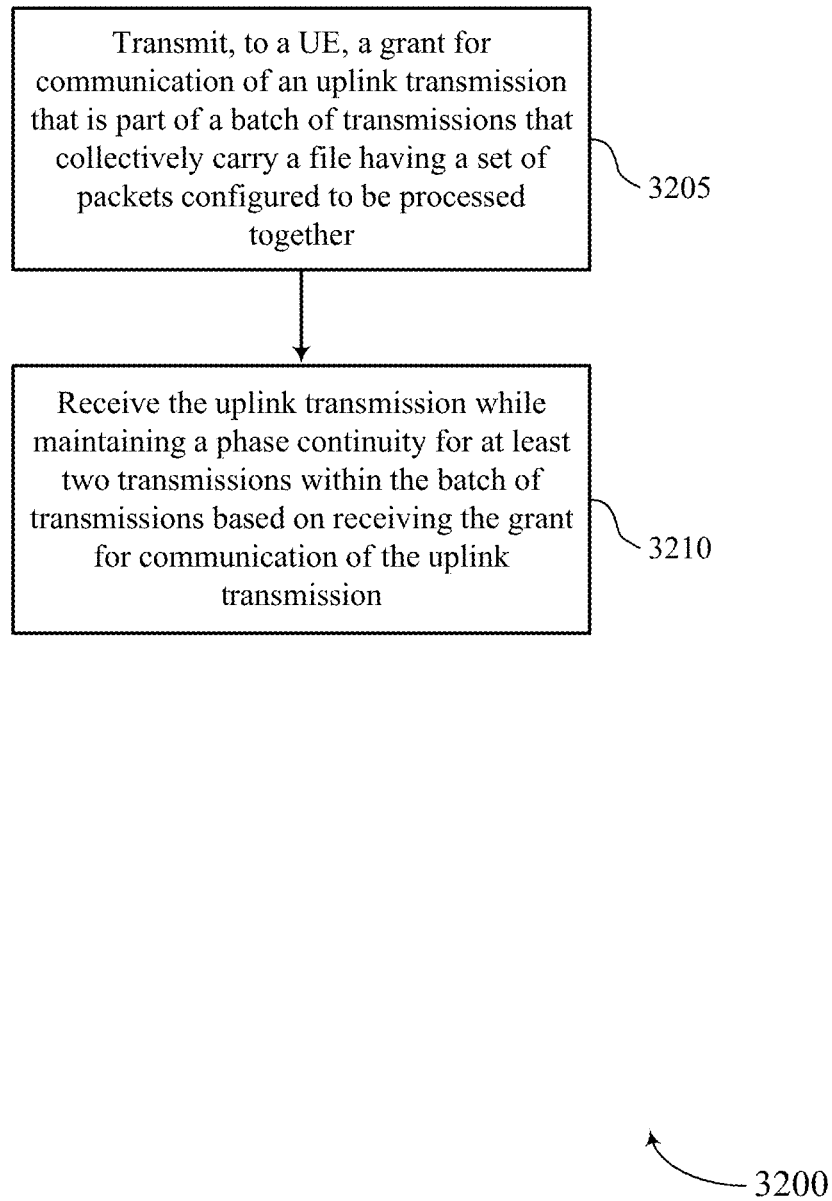 Transmit, to a UE, a grant for
communication of an uplink transmission
that is part of a batch of transmissions that
collectively carry a file having a set of
packets configured to be processed
together
3205
Receive the uplink transmission while
maintaining a phase continuity for at least
two transmissions within the batch of
transmissions based on receiving the grant
for communication of the uplink
transmission
3210
3200